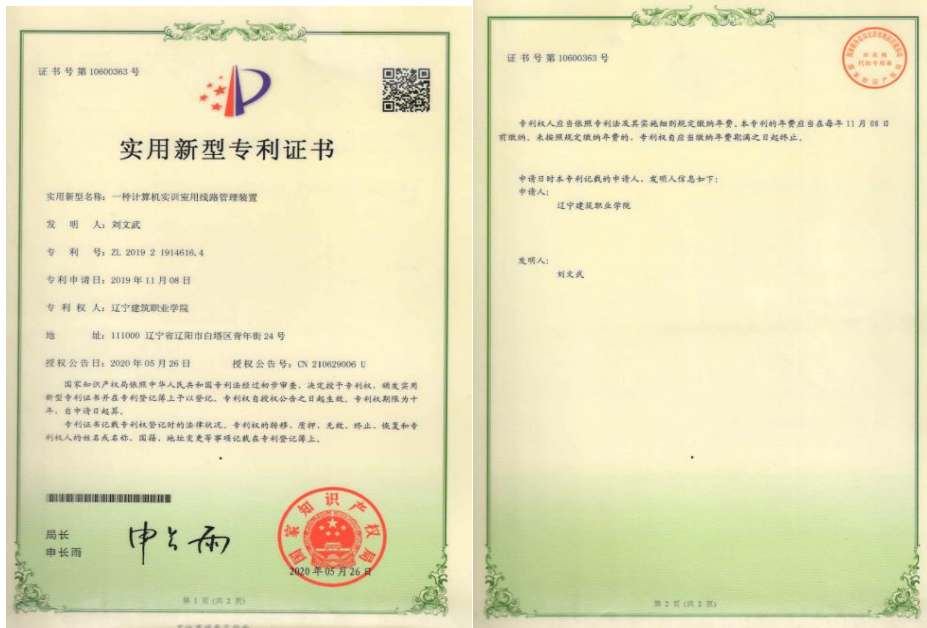 证书号第10600363号
实用新型专利证书
实用新型名称：一种计算机实训室用线路管理装置
发 明 人：刘文武
专 利 号：ZL 2019 2 1914616.4
专利申请日：2019年11月08日
专 利 权 人：辽宁建筑职业学院
地 址：111000 辽宁省辽阳市白塔区青年街24号
授权公告日：2020年05月26日 授权公告号：CN 210629006 U
国家知识产权局依照中华人民共和国专利法经过初步审查，决定授予专利权，颁发实用
新型专利证书并在专利登记簿上予以登记。专利权自授权公告之日起生效。专利权期限为十
年，自申请日起算。
专利证书记载专利权登记时的法律状况。专利权的转移、质押、无效、终止、恢复和专
利权人的姓名或名称、国籍、地址变更等事项记载在专利登记簿上。
局长
申长雨
申长雨
国家知识产权局
2020年05月26日
第 1 页 (共 2 页)
证书号第10600363号
专利权人应当依照专利法及其实施细则规定缴纳年费。本专利的年费应当在每年11月08日
前缴纳。未按照规定缴纳年费的，专利权自应当缴纳年费期满之日起终止。
申请日时本专利记载的申请人、发明人信息如下：
申请人：
辽宁建筑职业学院
发明人：
刘文武
第 2 页 (共 2 页)